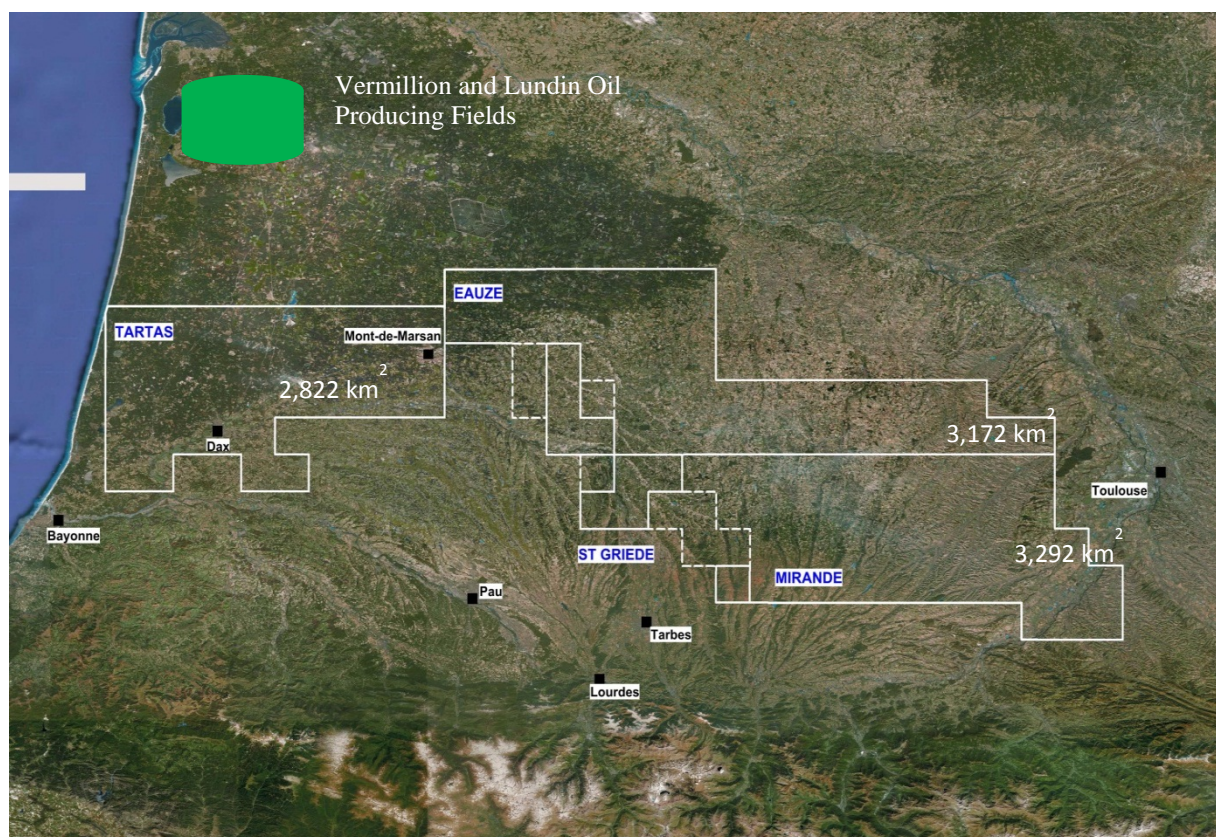 Vermillion and Lundin Oil
Producing Fields
EAUZE
TARTAS
Mont-de-Marsan
2,822 km²
Dax
3,172 km²
Toulouse
Bayonne
ST GRIEDE
3,292 km²
MIRANDE
Pau
Tarbes
Lourdes